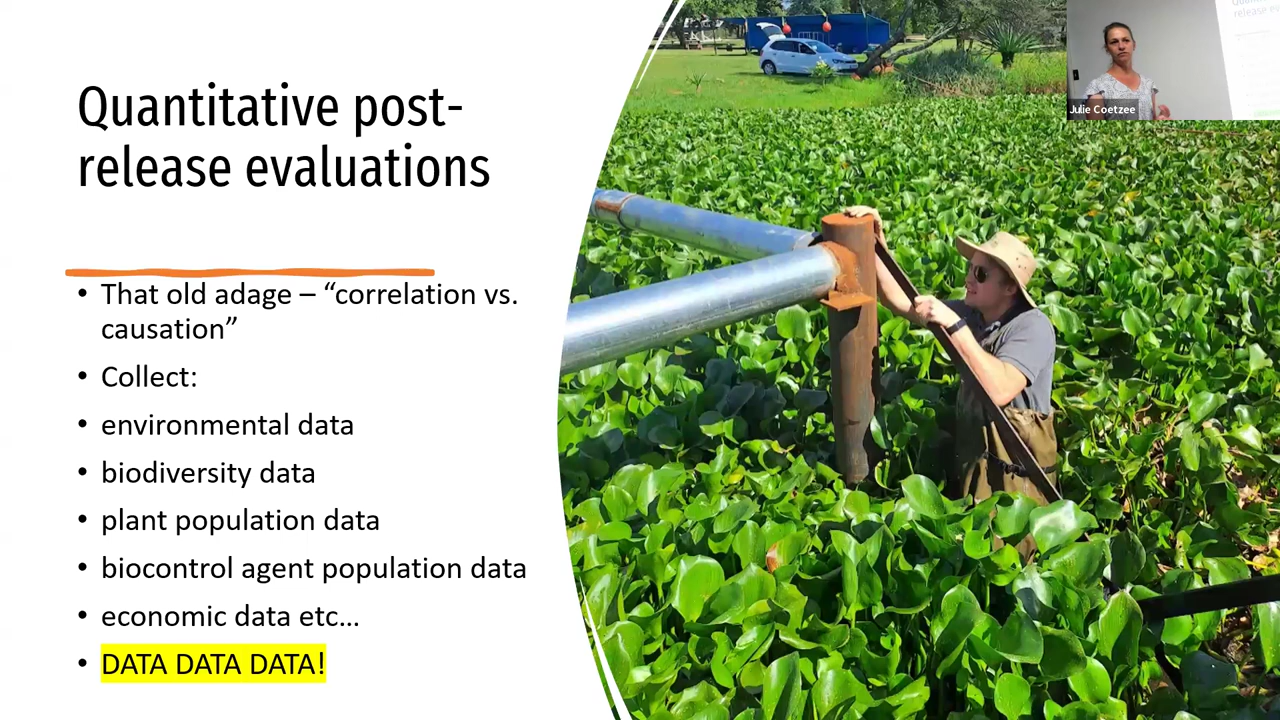 Quantitative post-
release evaluations
• That old adage – “correlation vs.
causation”
• Collect:
• environmental data
• biodiversity data
• plant population data
• biocontrol agent population data
• economic data etc…
• DATA DATA DATA!
Julie Coetzee